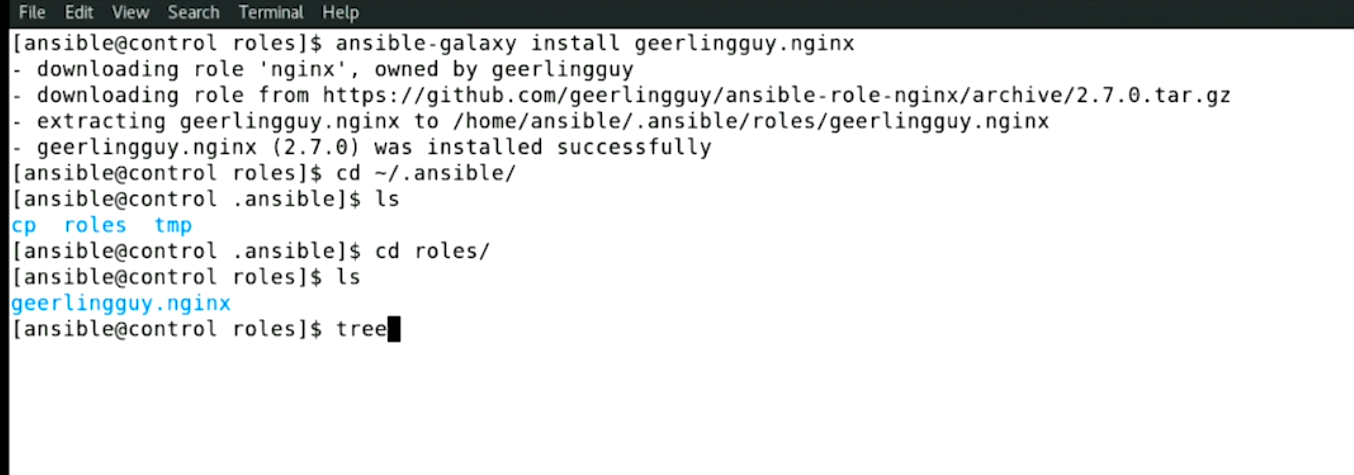 File Edit View Search Terminal Help
[ansible@control roles]$ ansible-galaxy install geerlingguy.nginx
- downloading role 'nginx', owned by geerlingguy
- downloading role from https://github.com/geerlingguy/ansible-role-nginx/archive/2.7.0.tar.gz
- extracting geerlingguy.nginx to /home/ansible/.ansible/roles/geerlingguy.nginx
- geerlingguy.nginx (2.7.0) was installed successfully
[ansible@control roles]$ cd ~/.ansible/
[ansible@control .ansible]$ ls
cp roles tmp
[ansible@control .ansible]$ cd roles/
[ansible@control roles]$ ls
geerlingguy.nginx
[ansible@control roles]$ tree